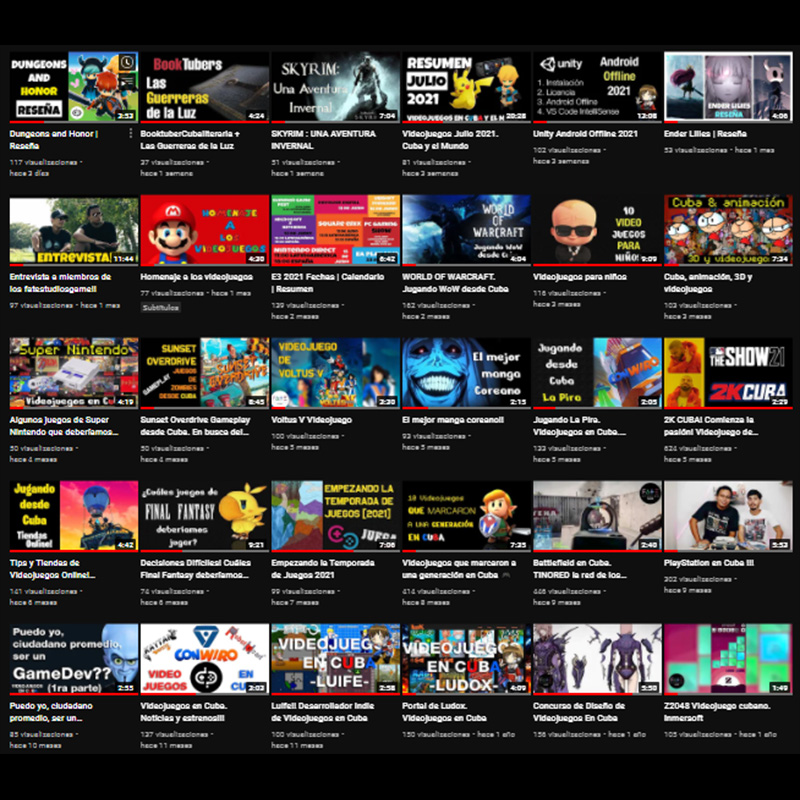 DUNGEONS
AND
HONOR
RESEÑA
2:53
Dungeons and Honor |
Reseña
117 visualizaciones •
hace 3 días
BookTubers
Las
Guerreras
de la Luz
4:24
BooktuberCubaliteraria +
Las Guerreras de la Luz
37 visualizaciones •
hace 1 semana
SKYRIM:
Una Aventura
Invernal
7:04
SKYRIM : UNA AVENTURA
INVERNAL
51 visualizaciones •
hace 1 semana
RESUMEN
JULIO
2021
VIDEOJUEGOS EN CUBA Y EL M
20:28
Videojuegos Julio 2021.
Cuba y el Mundo
81 visualizaciones •
hace 3 semanas
unity
Android
Offline
2021
1. Instalación
2. Licencia
3. Android Offline
4. VS Code IntelliSense
13:08
Unity Android Offline 2021
102 visualizaciones •
hace 3 semanas
ENDER LILIES
RESEÑA
4:06
Ender Lilies | Reseña
53 visualizaciones • hace 1 mes
ENTREVISTA!
11:44
Entrevista a miembros de
los fatestudiosgame!!
97 visualizaciones • hace 1 mes
HOMENAJE
A
LOS
VIDEOJUEGOS
4:20
Homenaje a los videojuegos
77 visualizaciones • hace 1 mes
Subtítulos
SQUARE ENIX
PC GAMING
NINTENDO DIRECT
6:42
E3 2021 Fechas | Calendario
| Resumen
139 visualizaciones •
hace 2 meses
WORLD OF
WARCRAFT
Jugando WoW
desde C
4:04
WORLD OF WARCRAFT.
Jugando WoW desde Cuba
162 visualizaciones •
hace 2 meses
10
VIDEO
JUEGOS
PARA
NIÑO
9:09
Videojuegos para niños
116 visualizaciones •
hace 3 meses
Cuba & animación
3D y videojuego
7:34
Cuba, animación, 3D y
videojuegos
103 visualizaciones •
hace 3 meses
Super Nintendo
Videojuegos en C
4:19
Algunos juegos de Super
Nintendo que deberíamos...
50 visualizaciones •
hace 4 meses
SUNSET
OVERDRIVE
JUEGOS
DE
ZOMBIES
DESDE
CUBA
GAMEPLAY
SUNSET
OVERDRIVE
8:45
Sunset Overdrive Gameplay
desde Cuba. En busca del...
50 visualizaciones •
hace 4 meses
VIDEOJUEGO
DE
VOLTUS V
3:30
Voltus V Videojuego
100 visualizaciones •
hace 5 meses
El mejor
manga
Coreano
2:15
El mejor manga coreano!!
93 visualizaciones •
hace 5 meses
Jugando
desde
Cuba
La Pira
CONWIRO
2:05
Jugando La Pira.
Videojuegos en Cuba....
133 visualizaciones •
hace 5 meses
THE SHOW 21
2K CUBA
2:29
2K CUBA! Comienza la
pasión! Videojuego de...
624 visualizaciones •
hace 5 meses
Jugando
desde
Cuba
Tiendas
Online!
4:42
Tips y Tiendas de
Videojuegos Online!...
141 visualizaciones •
hace 6 meses
¿Cuáles juegos de
FINAL FANTASY
deberíamos
jugar?
9:21
Decisiones Difíciles! Cuáles
Final Fantasy deberíamos...
74 visualizaciones •
hace 6 meses
EMPEZANDO LA
TEMPORADA
DE
JUEGOS [2021]
7:06
Empezando la Temporada
de Juegos 2021
99 visualizaciones •
hace 7 meses
10 Videojuegos
QUE MARCARON
A UNA GENERACIÓN
EN CUBA
7:35
Videojuegos que marcaron a
una generación en Cuba
414 visualizaciones •
hace 8 meses
2:40
Battlefield en Cuba.
TINORED la red de los...
448 visualizaciones •
hace 9 meses
5:53
PlayStation en Cuba !!!
302 visualizaciones •
hace 9 meses
Puedo yo,
ciudadano promedio,
ser un
GameDev??
(1ra parte)
2:55
Puedo yo, ciudadano
promedio, ser un...
85 visualizaciones •
hace 10 meses
CONWIRO
VIDEO
JUEGOS
EN
CU
3:03
Videojuegos en Cuba.
Noticias y estrenos!!!
137 visualizaciones •
hace 11 meses
VIDEOJUEG
EN CUBA
-LUIFE-
2:58
Luife!! Desarrollador Indie
de Videojuegos en Cuba
100 visualizaciones •
hace 11 meses
VIDEOJUEGO
EN CUBA
-LUDOX-
4:09
Portal de Ludox.
Videojuegos en Cuba
150 visualizaciones • hace 1 año
5:50
Concurso de Diseño de
Videojuegos En Cuba
156 visualizaciones • hace 1 año
1:49
Z2048 Videojuego cubano.
Inmersoft
105 visualizaciones • hace 1 año